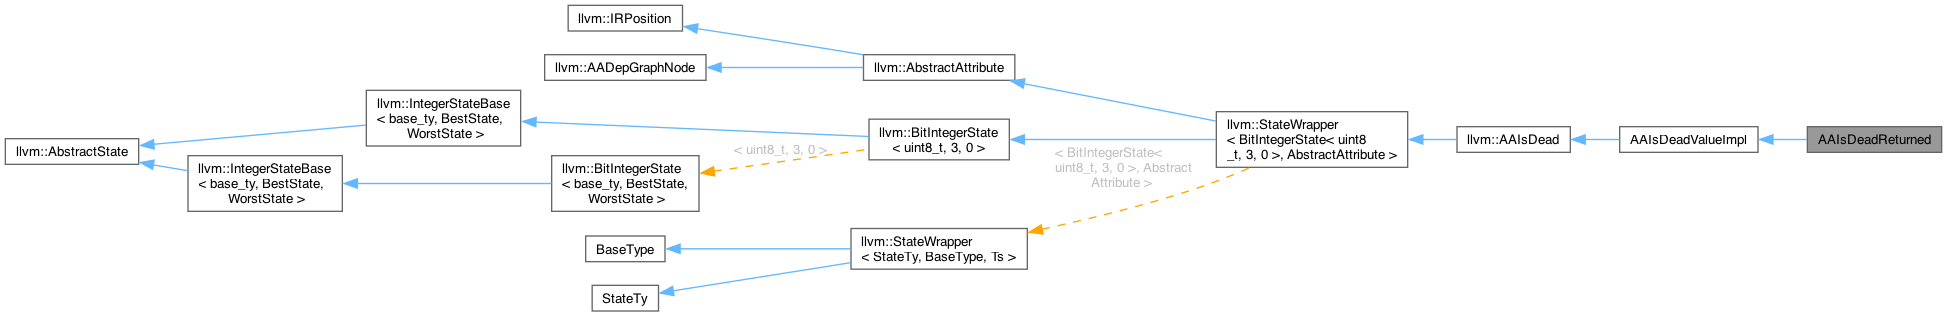 llvm::IRPosition
llvm::AADepGraphNode
llvm::AbstractAttribute
llvm::IntegerStateBase
< base_ty, BestState,
WorstState >
llvm::AbstractState
llvm::IntegerStateBase
< base_ty, BestState,
WorstState >
llvm::BitIntegerState
< base_ty, BestState,
WorstState >
< uint8_t, 3, 0 >
llvm::BitIntegerState
< uint8_t, 3, 0 >
< BitIntegerState<
uint8_t, 3, 0 >, Abstract
Attribute >
llvm::StateWrapper
< BitIntegerState< uint8
_t, 3, 0 >, AbstractAttribute >
llvm::AAIsDead
AAIsDeadValueImpl
AAIsDeadReturned
BaseType
StateTy
llvm::StateWrapper
< StateTy, BaseType, Ts >